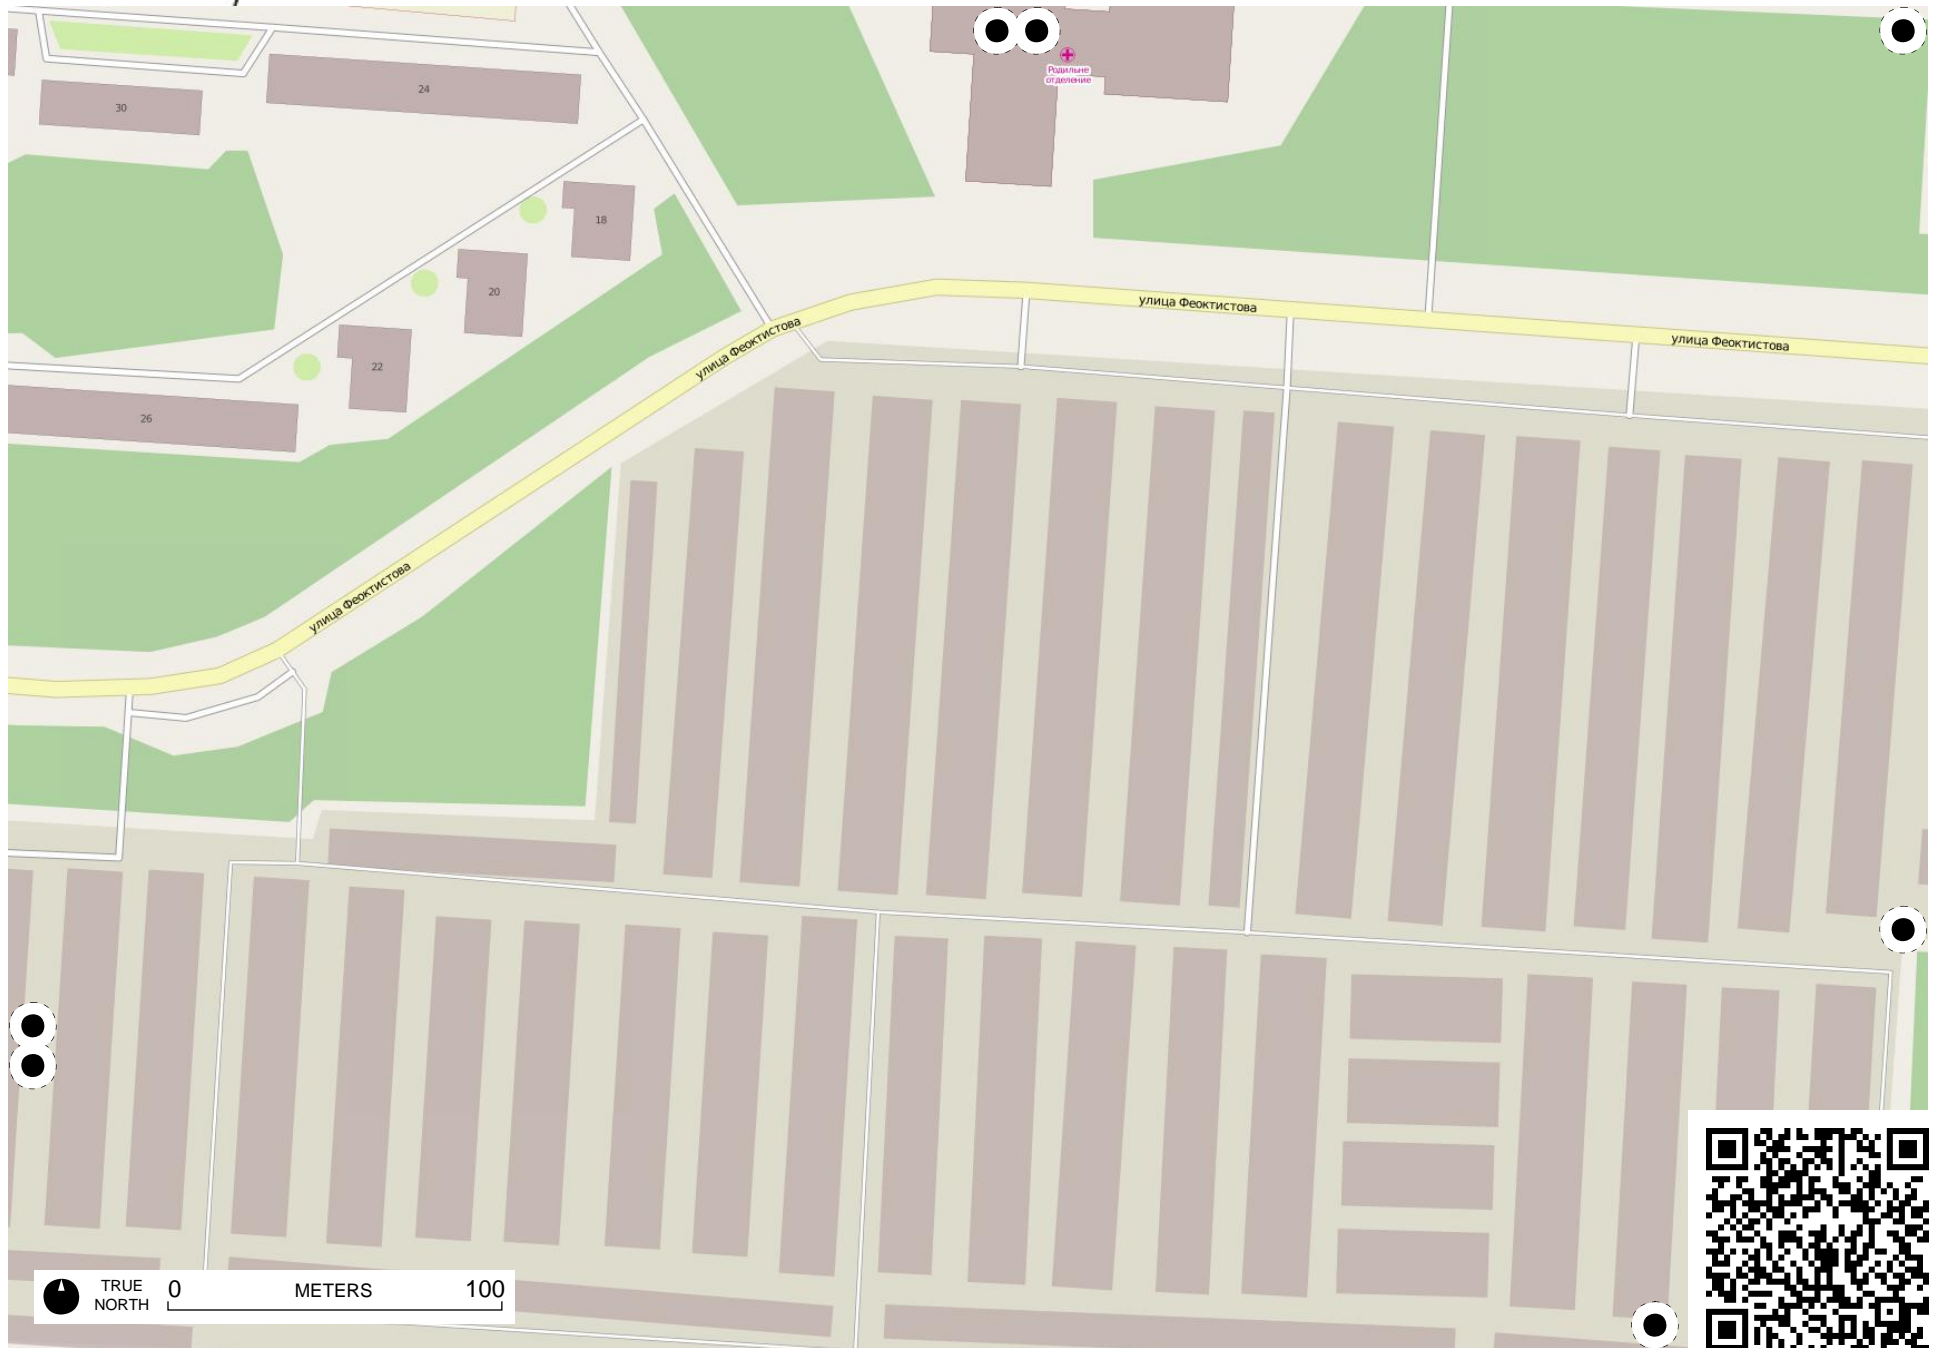 Родильне
отделение
24
30
18
20
22
26
улица Феоктистова
улица Феоктистова
улица Феоктистова
улица Феоктистова
TRUE
NORTH
0 METERS 100